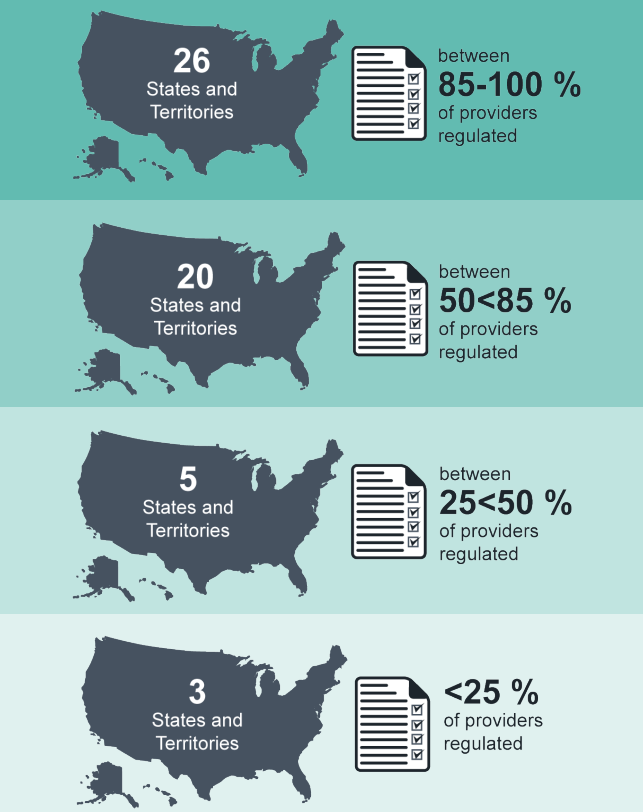 26
States and
Territories
between
85-100 %
of providers
regulated
20
States and
Territories
between
50<85 %
of providers
regulated
5
States and
Territories
between
25<50 %
of providers
regulated
3
States and
Territories
<25 %
of providers
regulated